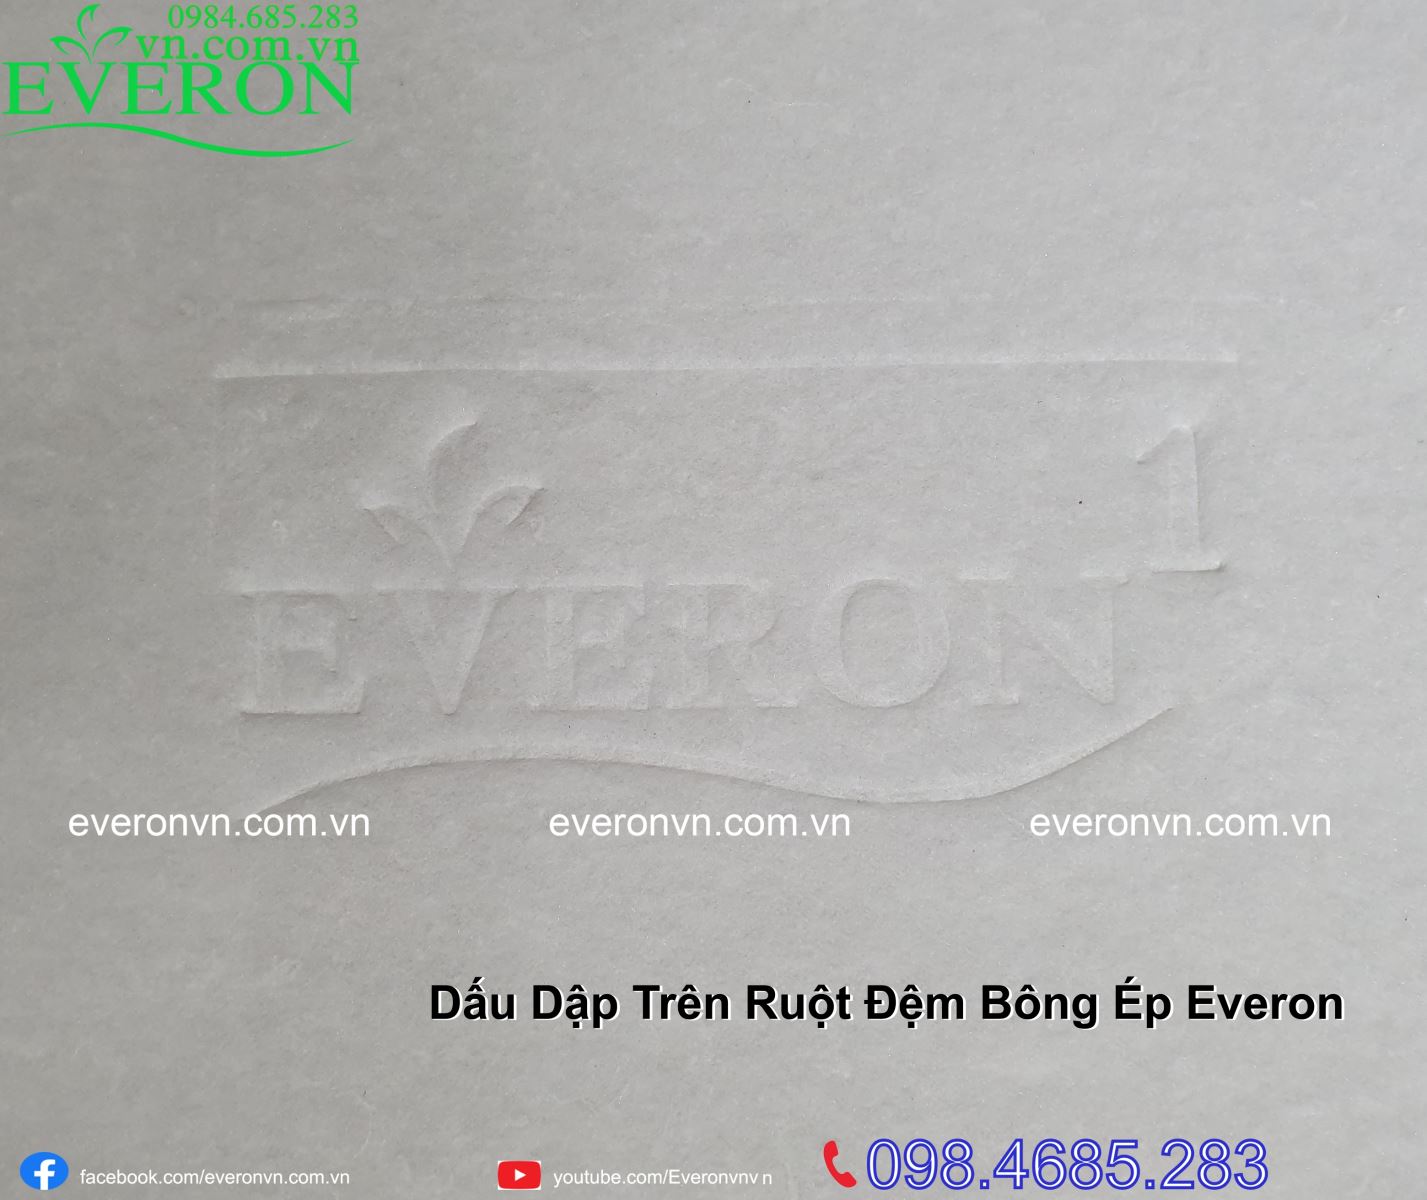 0984.685.283
vn.com.vn
EVERON
1
EVERON
everonvn.com.vn everonvn.com.vn everonvn.com.vn
Dấu Dập Trên Ruột Đệm Bông Ép Everon
facebook.com/everonvn.com.vn youtube.com/Everonvnv n 098.4685.283